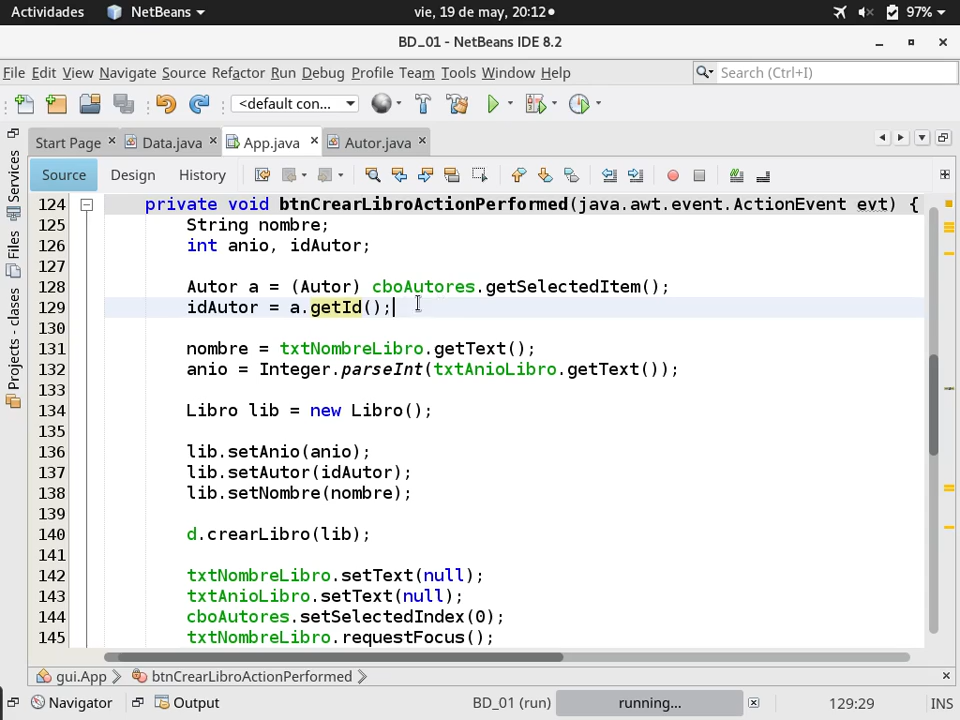 Actividades NetBeans vie, 19 de may, 20:12 97%
BD_01 - NetBeans IDE 8.2
File Edit View Navigate Source Refactor Run Debug Profile Team Tools Window Help Search (Ctrl+I)
<default con...
Start Page Data.java App.java Autor.java
Source Design History
Services
Files
Projects - clases
124 private void btnCrearLibroActionPerformed(java.awt.event.ActionEvent evt) {
125 String nombre;
126 int anio, idAutor;
127
128 Autor a = (Autor) cboAutores.getSelectedItem();
129 idAutor = a.getId();
130
131 nombre = txtNombreLibro.getText();
132 anio = Integer.parseInt(txtAnioLibro.getText());
133
134 Libro lib = new Libro();
135
136 lib.setAnio(anio);
137 lib.setAutor(idAutor);
138 lib.setNombre(nombre);
139
140 d.crearLibro(lib);
141
142 txtNombreLibro.setText(null);
143 txtAnioLibro.setText(null);
144 cboAutores.setSelectedIndex(0);
145 txtNombreLibro.requestFocus();
gui.App btnCrearLibroActionPerformed
Navigator Output BD_01 (run) running... 129:29 INS